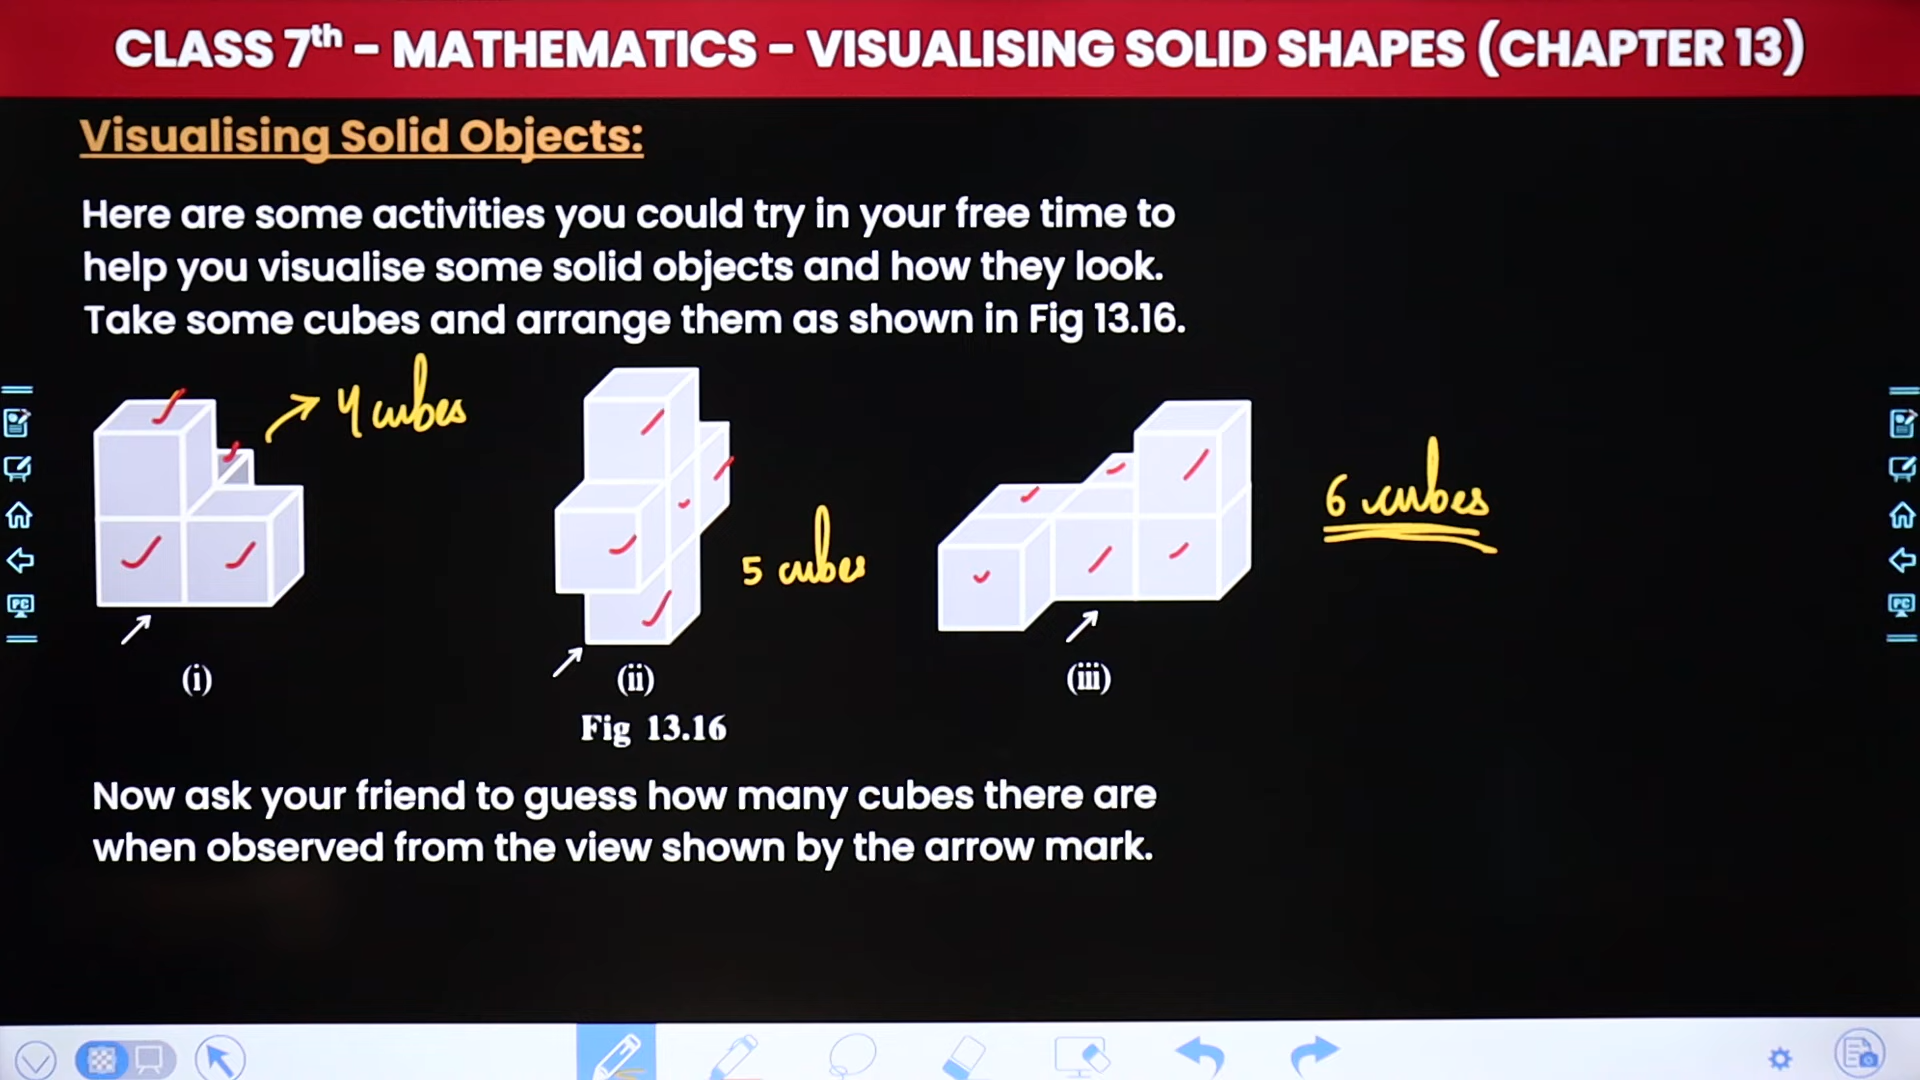 CLASS 7th - MATHEMATICS - VISUALISING SOLID SHAPES (CHAPTER 13)
Visualising Solid Objects:
Here are some activities you could try in your free time to
help you visualise some solid objects and how they look.
Take some cubes and arrange them as shown in Fig 13.16.
4 cubes
5 cubes
6 cubes
(i)
(ii)
(iii)
Fig 13.16
Now ask your friend to guess how many cubes there are
when observed from the view shown by the arrow mark.
PC
PC